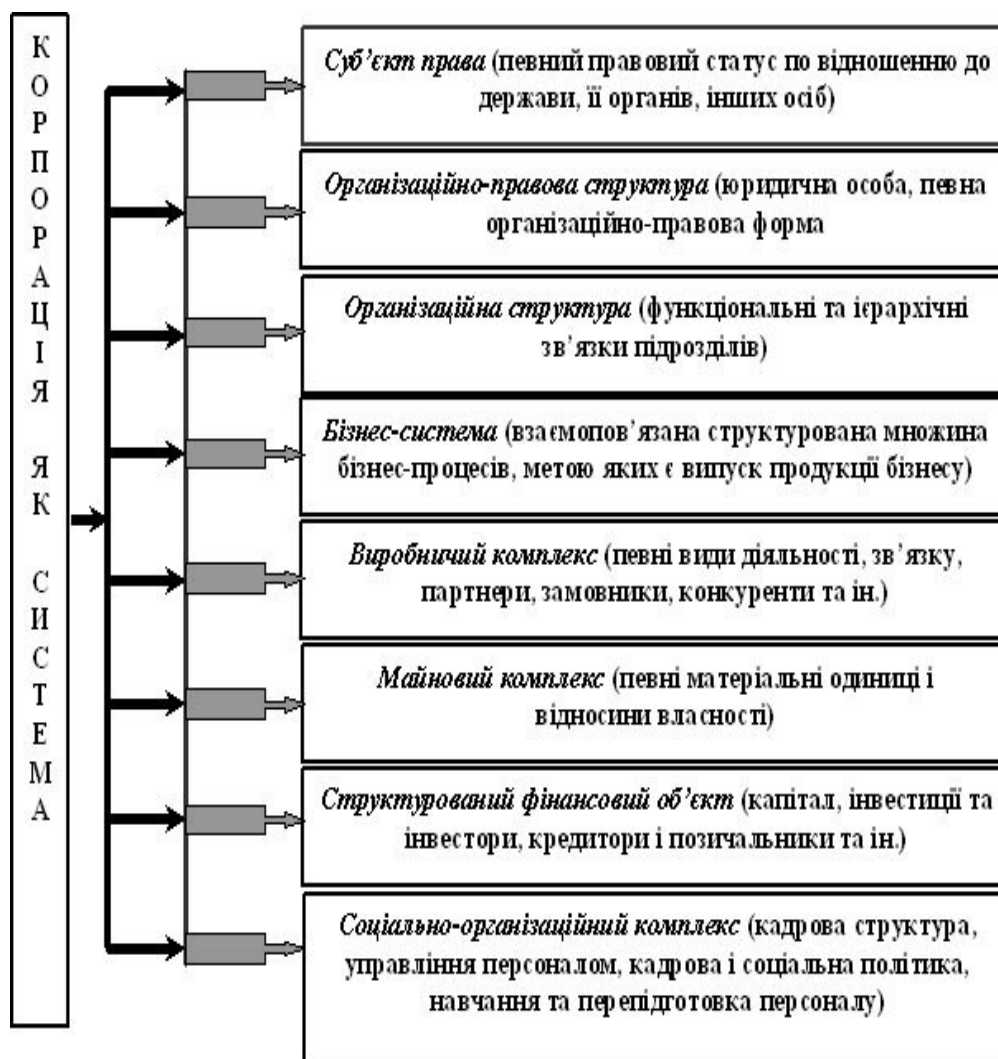 КОРПОРАЦІЯ ЯК СИСТЕМА
Суб’єкт права (певний правовий статус по відношенню до
держави, її органів, інших осіб)
Організаційно-правова структура (юридична особа, певна
організаційно-правова форма
Організаційна структура (функціональні та ієрархічні
зв’язки підрозділів)
Бізнес-система (взаємопов’язана структурована множина
бізнес-процесів, метою яких є випуск продукції бізнесу)
Виробничий комплекс (певні види діяльності, зв’язку,
партнери, замовники, конкуренти та ін.)
Майновий комплекс (певні матеріальні одиниці і
відносини власності)
Структурований фінансовий об’єкт (капітал, інвестиції та
інвестори, кредитори і позичальники та ін.)
Соціально-організаційний комплекс (кадрова структура,
управління персоналом, кадрова і соціальна політика,
навчання та перепідготовка персоналу)